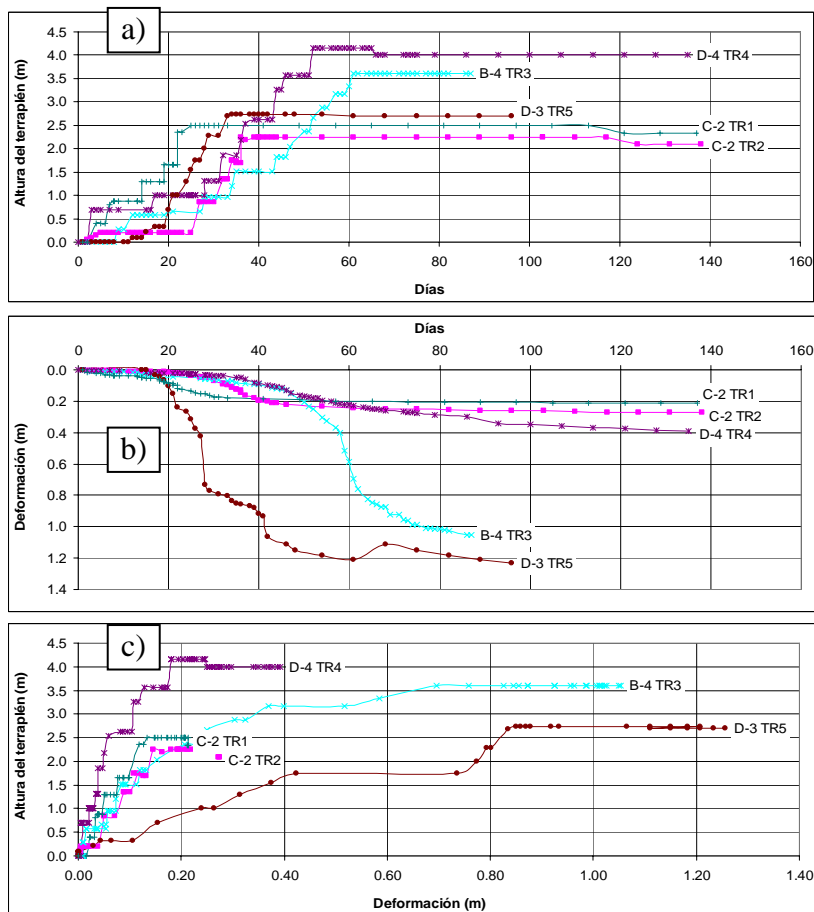 a)
Altura del terraplén (m)
4.5
4.0
3.5
3.0
2.5
2.0
1.5
1.0
0.5
0.0
D-4 TR4
B-4 TR3
D-3 TR5
C-2 TR1
C-2 TR2
0 20 40 60 80 100 120 140 160
Días
Días
0 20 40 60 80 100 120 140 160
b)
Deformación (m)
0.0
0.2
0.4
0.6
0.8
1.0
1.2
1.4
C-2 TR1
C-2 TR2
D-4 TR4
B-4 TR3
D-3 TR5
c)
Altura del terraplén (m)
4.5
4.0
3.5
3.0
2.5
2.0
1.5
1.0
0.5
0.0
D-4 TR4
B-4 TR3
D-3 TR5
C-2 TR1
C-2 TR2
0.00 0.20 0.40 0.60 0.80 1.00 1.20 1.40
Deformación (m)